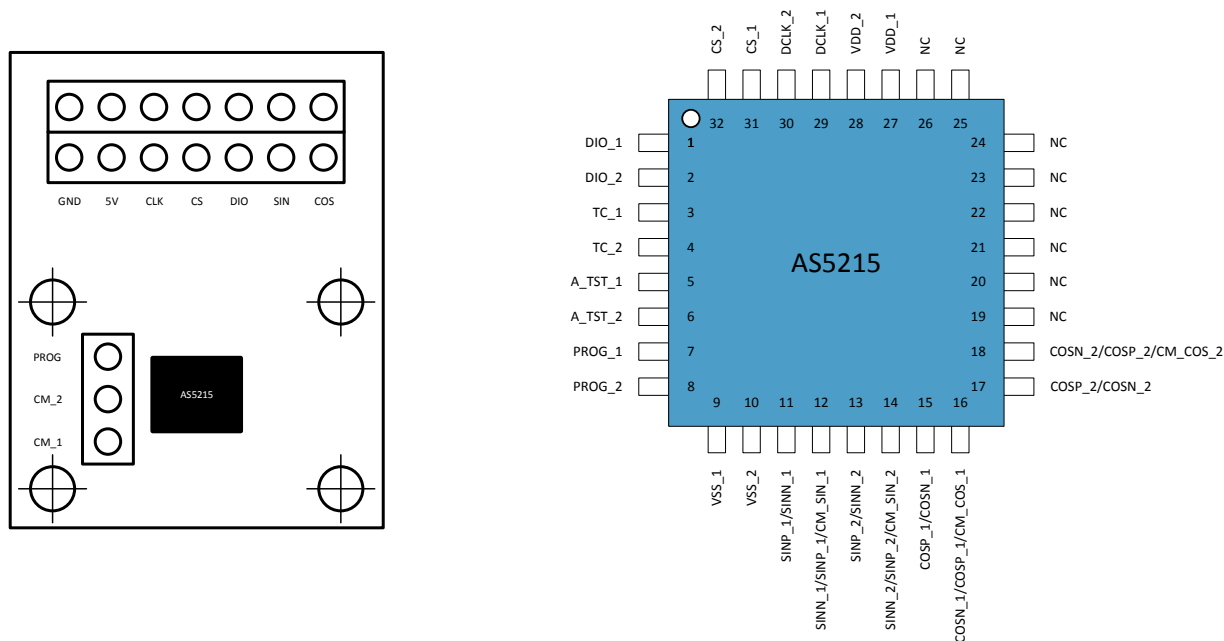 GND 5V CLK CS DIO SIN COS
PROG
CM_2
CM_1
AS5215
CS_2 CS_1 DCLK_2 DCLK_1 VDD_2 VDD_1 NC NC
32 31 30 29 28 27 26 25
DIO_1 1 24 NC
DIO_2 2 23 NC
TC_1 3 22 NC
TC_2 4 21 NC
AS5215
A_TST_1 5 20 NC
A_TST_2 6 19 NC
PROG_1 7 18 COSN_2/COSP_2/CM_COS_2
PROG_2 8 17 COSP_2/COSN_2
9 10 11 12 13 14 15 16
VSS_1 VSS_2 SINP_1/SINN_1 SINN_1/SINP_1/CM_SIN_1 SINP_2/SINN_2 SINN_2/SINP_2/CM_SIN_2 COSP_1/COSN_1 COSN_1/COSP_1/CM_COS_1